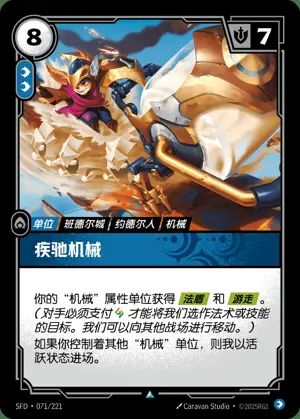 8
7
单位 班德尔城 约德尔人 机械
疾驰机械
你的“机械”属性单位获得 法盾 和 游走 。
(对手必须支付 才能将我们选作法术或技能
的目标。我们可以向其他战场进行移动。)
如果你控制着其他“机械”单位，则我以活
跃状态进场。
SFD • 071/221
Caravan Studio • ©2025RGI